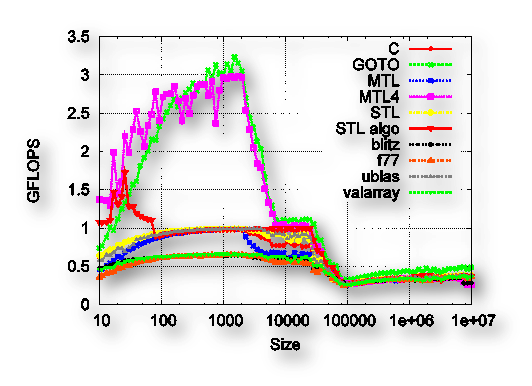 3.5
3
2.5
2
1.5
1
0.5
0
GFLOPS
C
GOTO
MTL
MTL4
STL
STL algo
blitz
f77
ublas
valarray
10 100 1000 10000 100000 1e+06 1e+07
Size